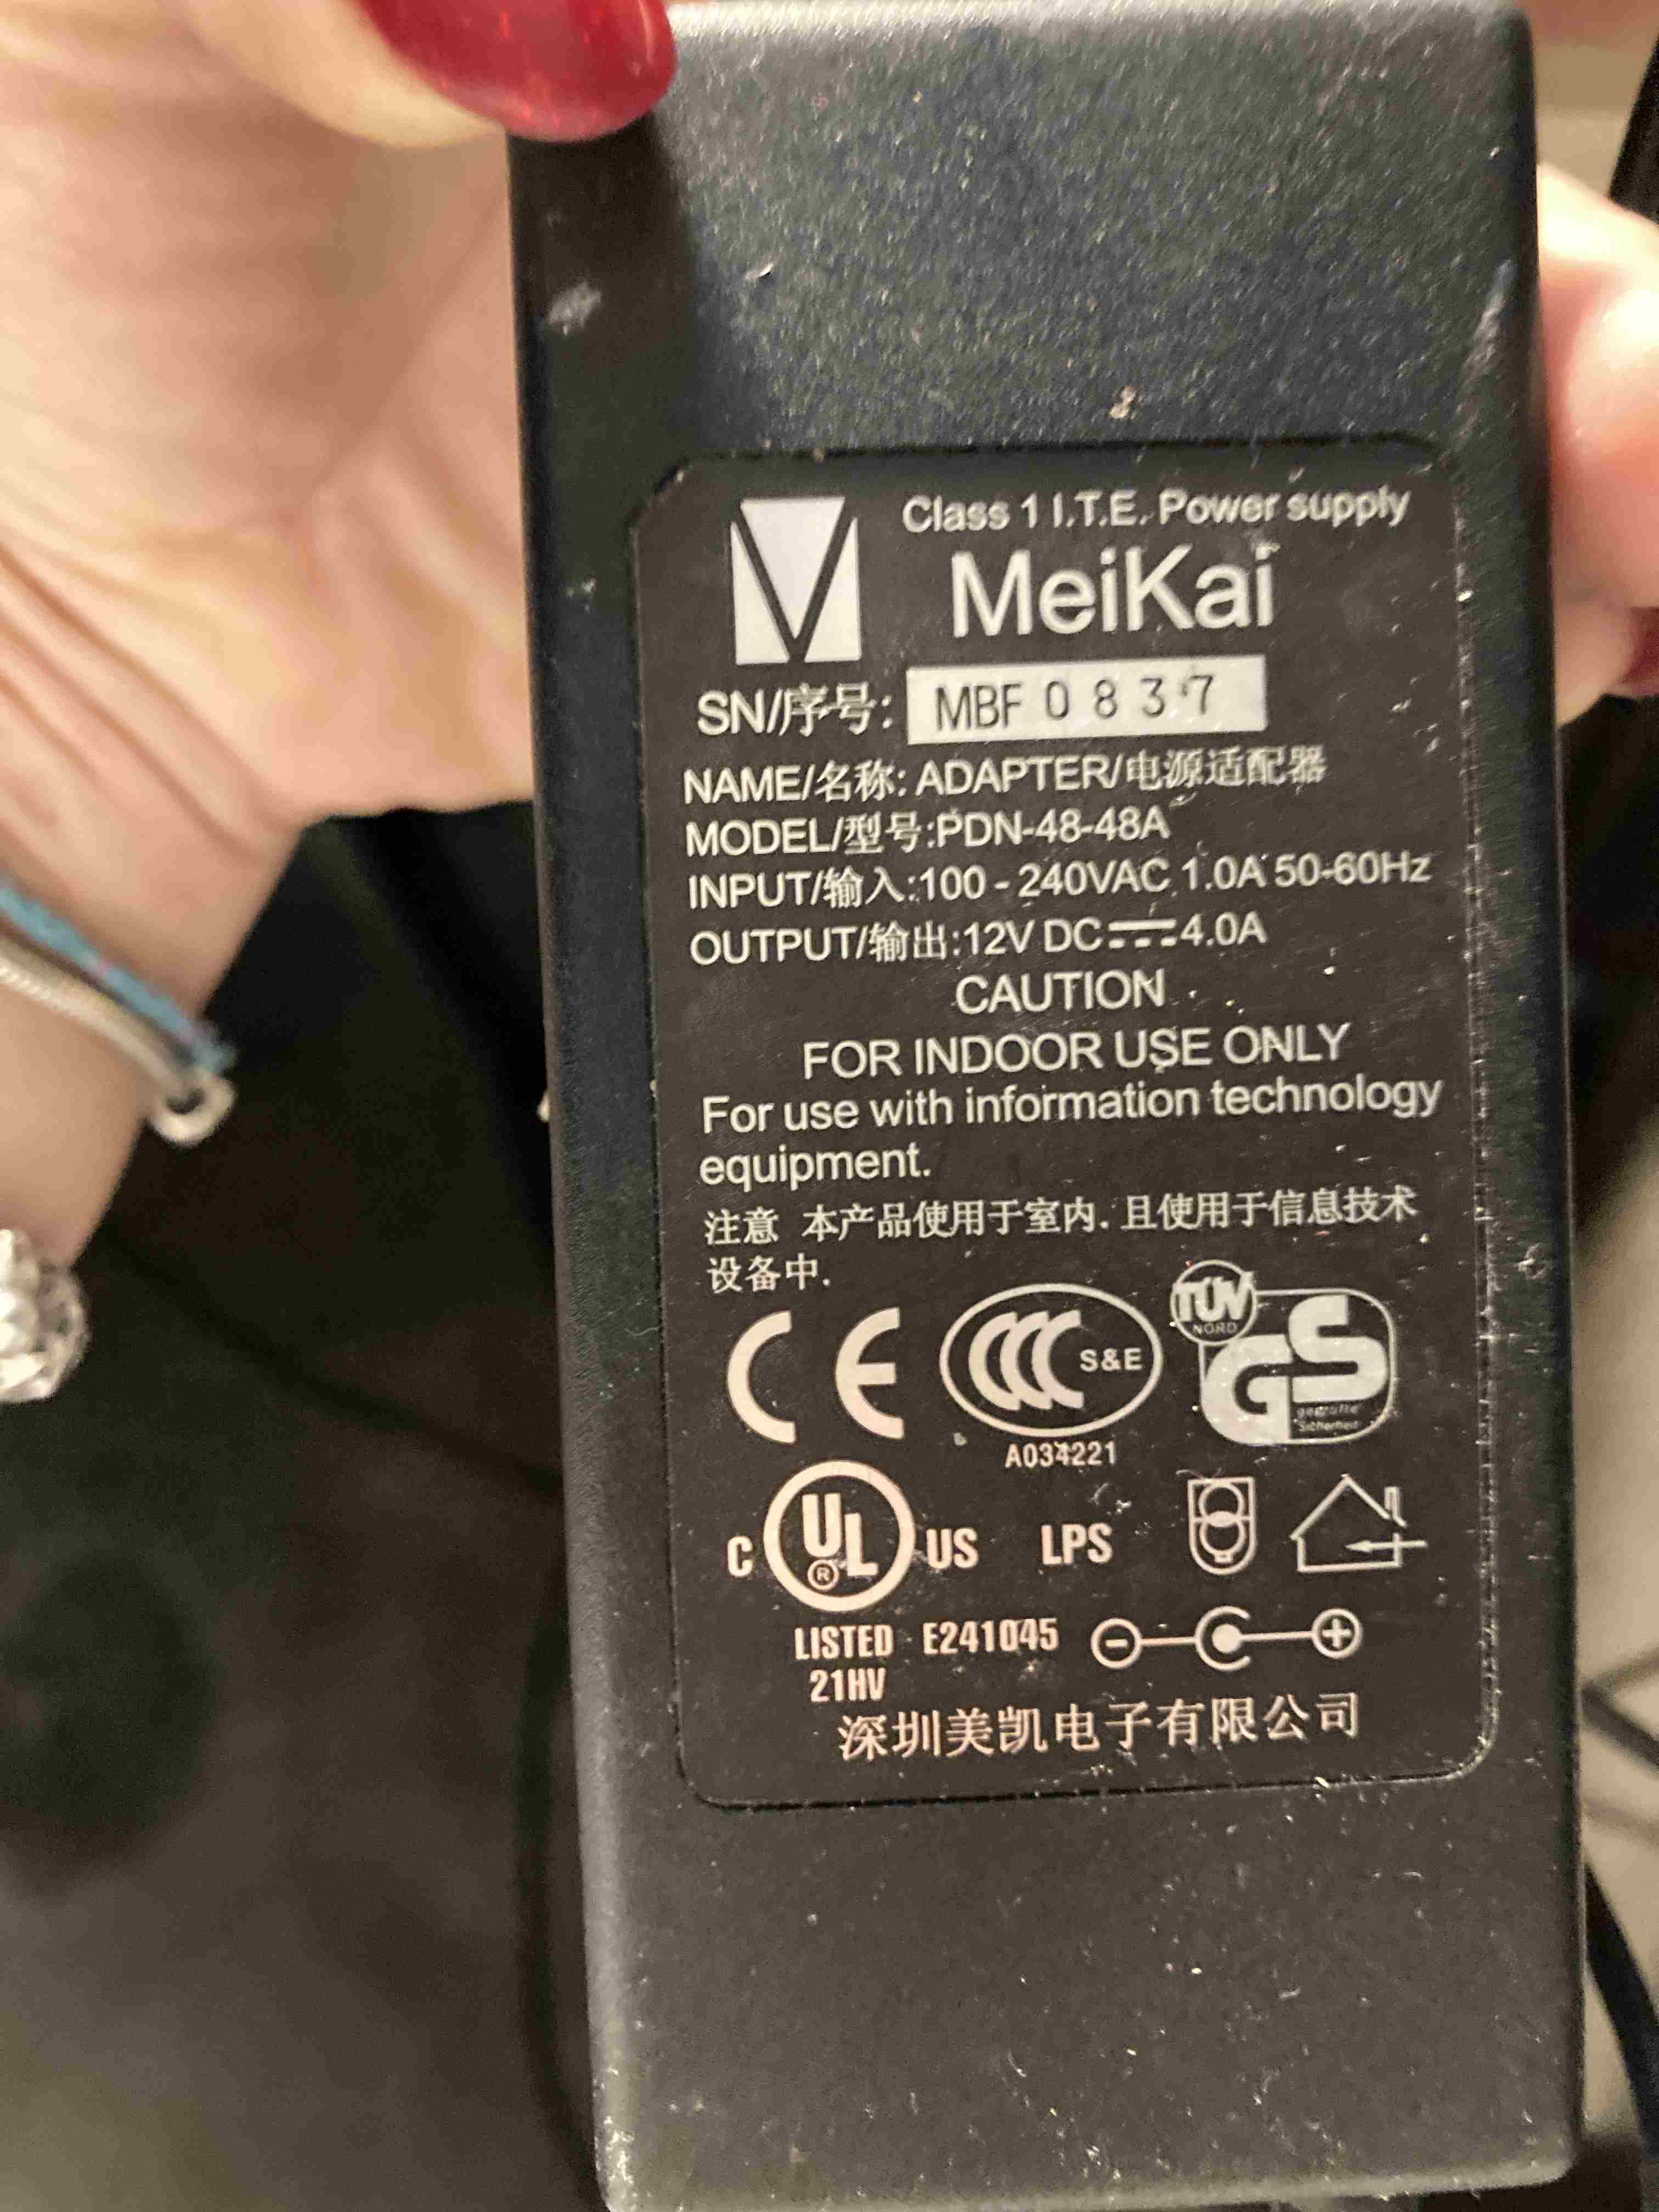 Class 1 I.T.E. Power supply
MeiKai
SN/序号: MBF 0837
NAME/名称: ADAPTER/电源适配器
MODEL/型号:PDN-48-48A
INPUT/输入:100-240VAC 1.0A 50-60Hz
OUTPUT/输出:12V DC⎓4.0A
CAUTION
FOR INDOOR USE ONLY
For use with information technology
equipment.
注意 本产品使用于室内.且使用于信息技术
设备中.
CE CCC S&E TÜV NORD GS geprüfte Sicherheit
A034221
C UL ® US LPS
LISTED E241045
21HV
深圳美凯电子有限公司